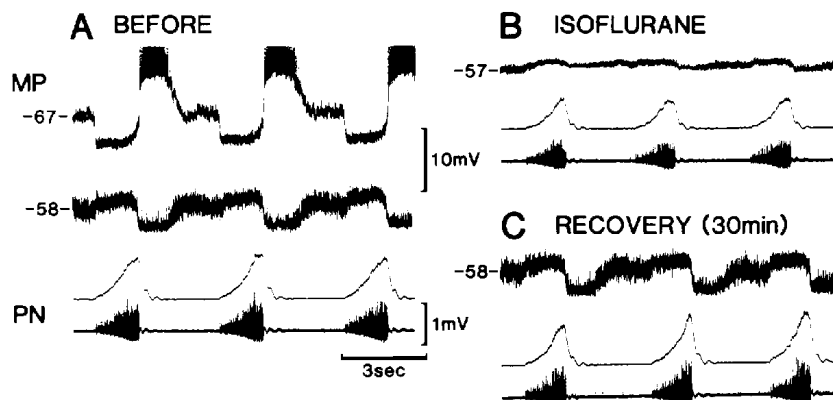 A BEFORE
MP
-67-
10mV
-58-
PN
1mV
3sec
B ISOFLURANE
-57-
C RECOVERY (30min)
-58-